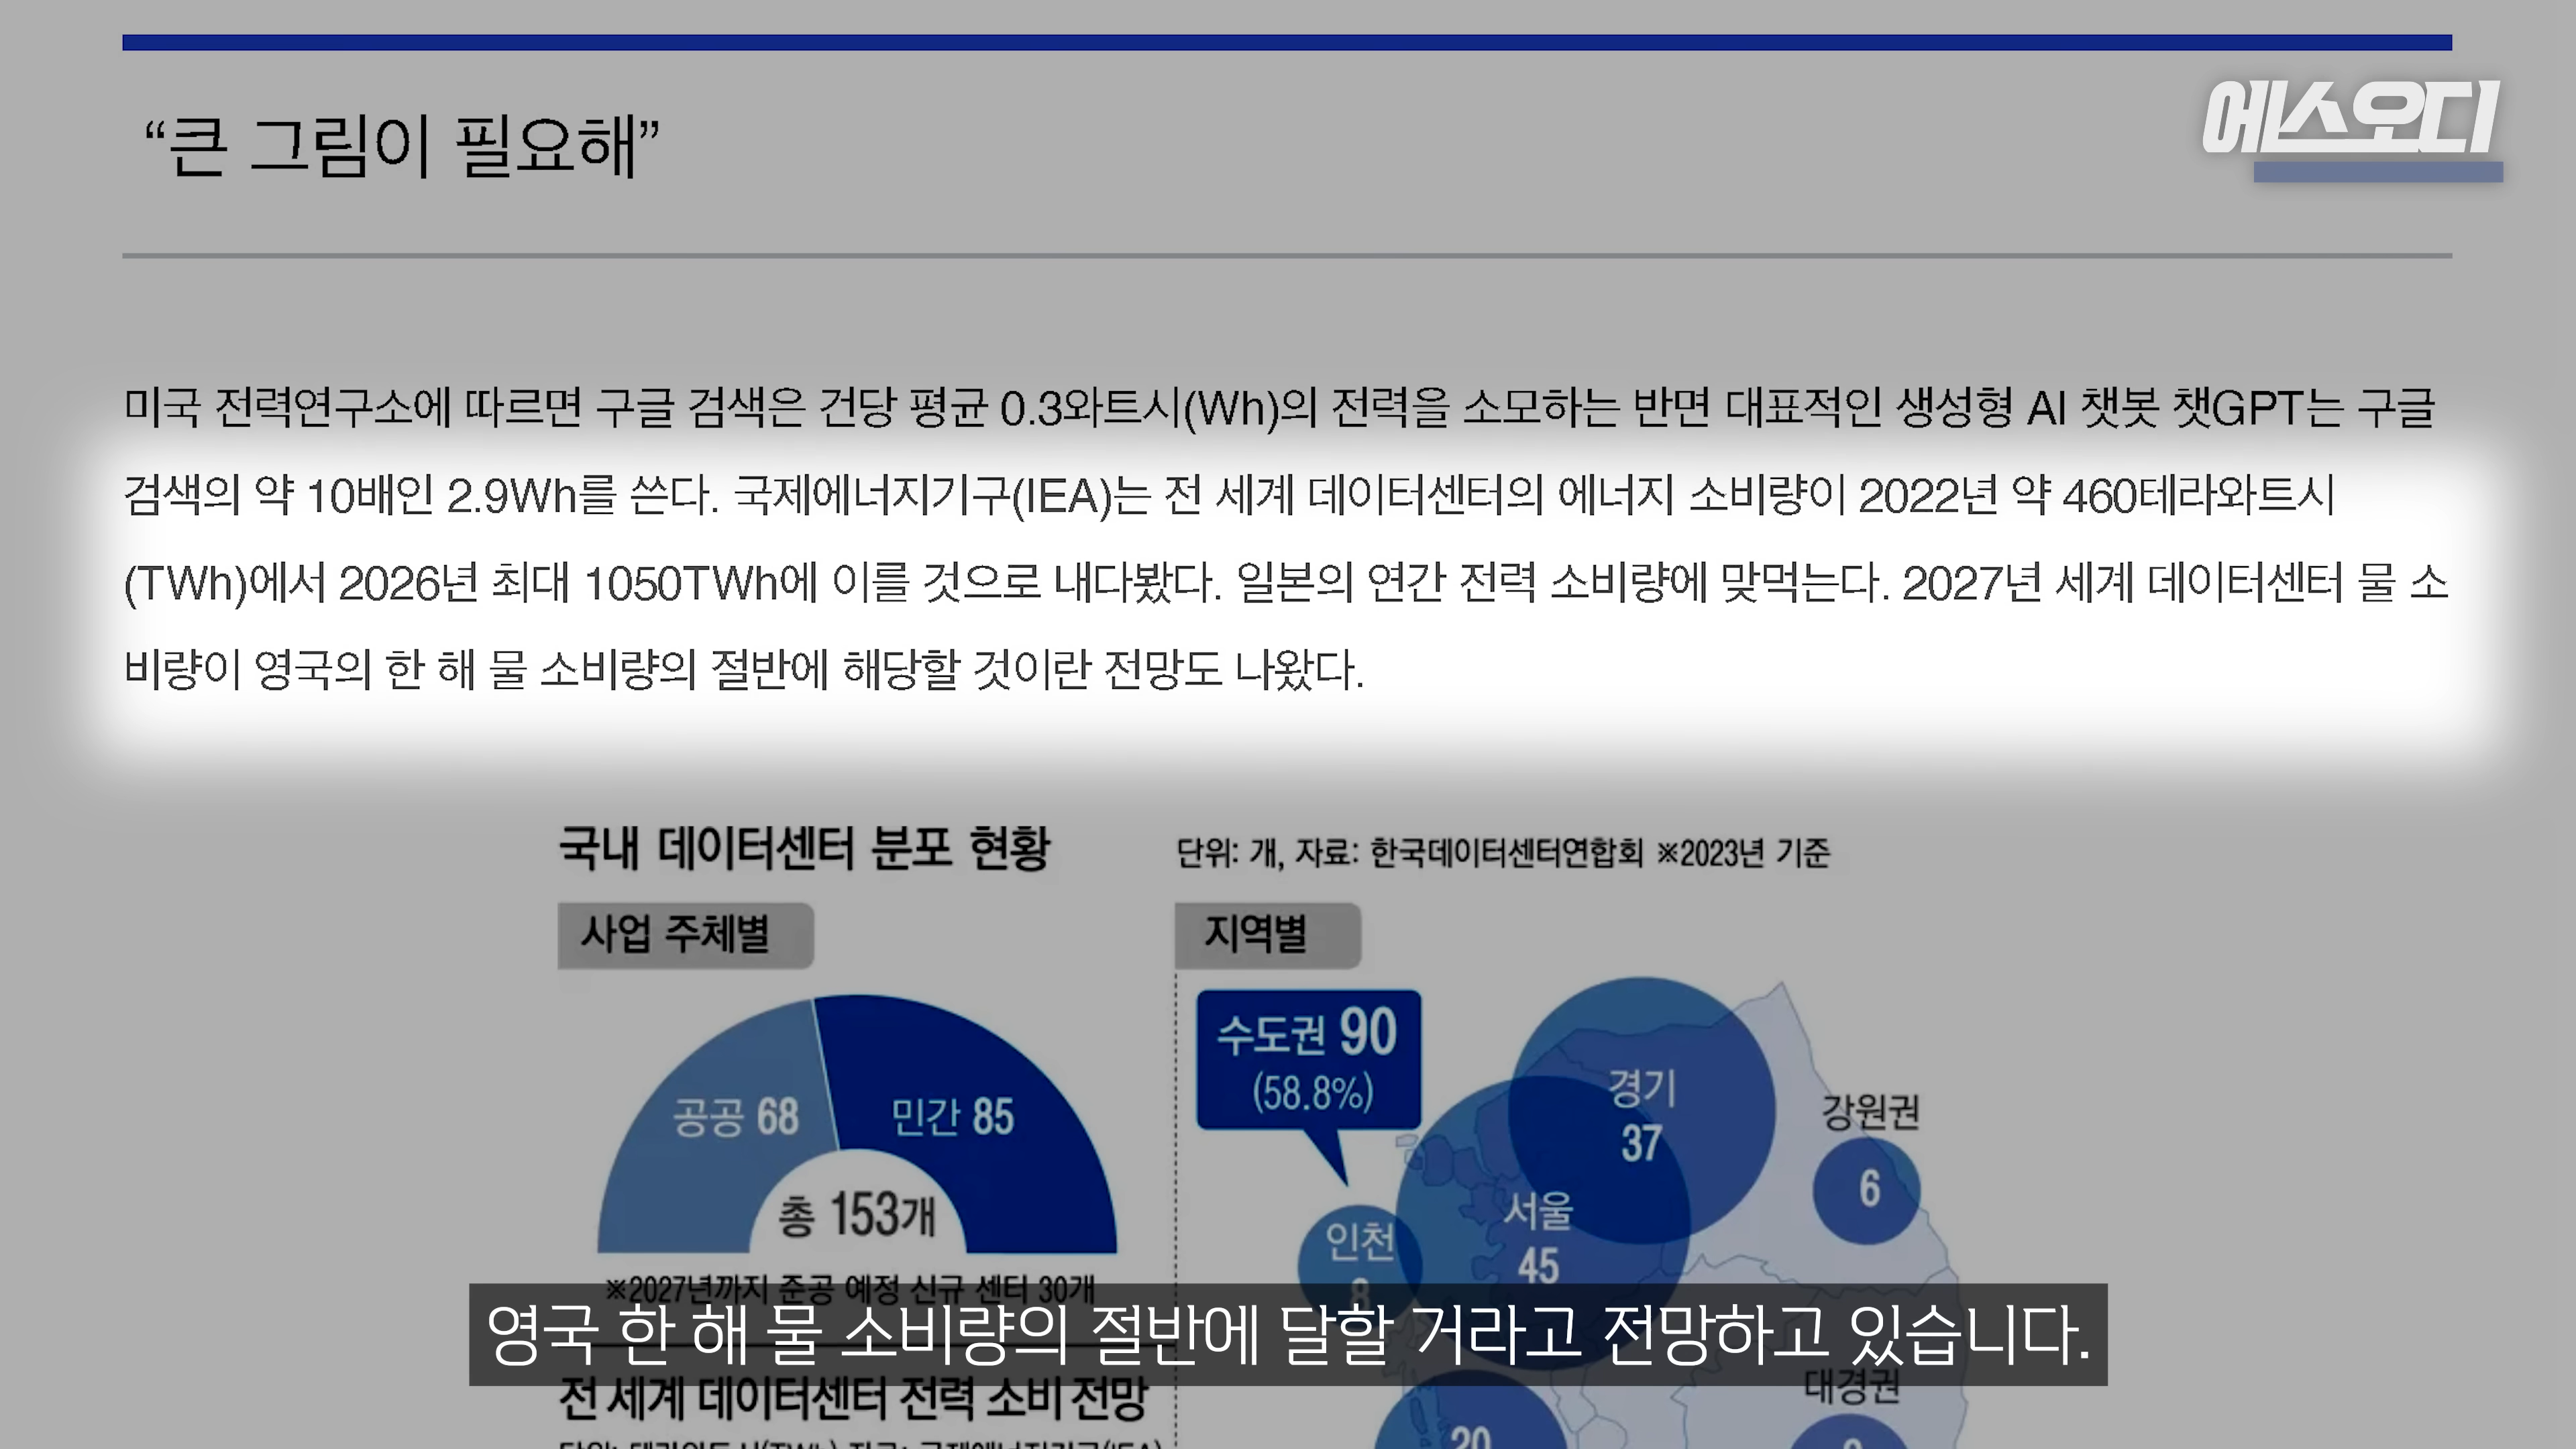 에스오디
“큰 그림이 필요해”
미국 전력연구소에 따르면 구글 검색은 건당 평균 0.3와트시(Wh)의 전력을 소모하는 반면 대표적인 생성형 AI 챗봇 챗GPT는 구글
검색의 약 10배인 2.9Wh를 쓴다. 국제에너지기구(IEA)는 전 세계 데이터센터의 에너지 소비량이 2022년 약 460테라와트시
(TWh)에서 2026년 최대 1050TWh에 이를 것으로 내다봤다. 일본의 연간 전력 소비량에 맞먹는다. 2027년 세계 데이터센터 물 소
비량이 영국의 한 해 물 소비량의 절반에 해당할 것이란 전망도 나왔다.
국내 데이터센터 분포 현황
단위: 개, 자료: 한국데이터센터연합회 ※2023년 기준
사업 주체별
공공 68
민간 85
총 153개
※2027년까지 준공 예정 신규 센터 30개
지역별
수도권 90
(58.8%)
경기
37
강원권
6
서울
45
인천
8
대경권
20
영국 한 해 물 소비량의 절반에 달할 거라고 전망하고 있습니다.
전 세계 데이터센터 전력 소비 전망